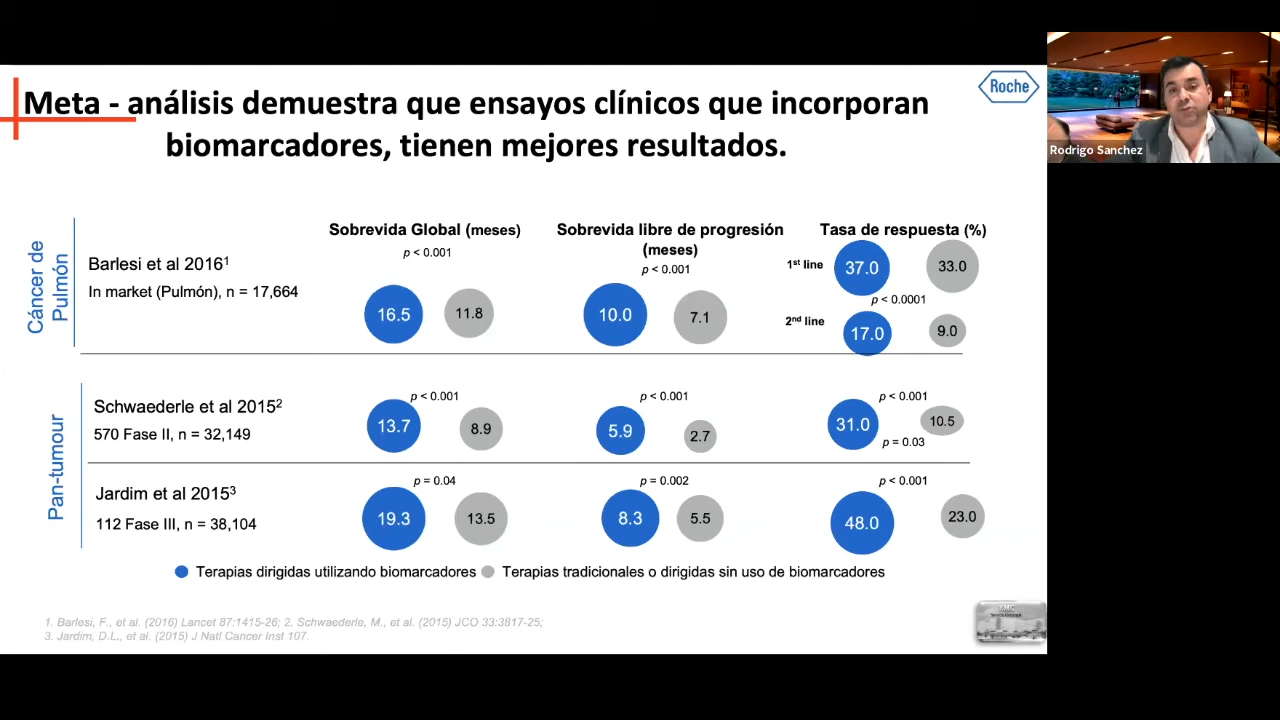 Meta - análisis demuestra que ensayos clínicos que incorporan
biomarcadores, tienen mejores resultados.
Roche
Rodrigo Sanchez
Sobrevida Global (meses)
Sobrevida libre de progresión
(meses)
Tasa de respuesta (%)
Cáncer de
Pulmón
Barlesi et al 2016¹
In market (Pulmón), n = 17,664
p < 0.001
16.5
11.8
p < 0.001
10.0
7.1
1st line
37.0
33.0
p < 0.0001
2nd line
17.0
9.0
Pan-tumour
Schwaederle et al 2015²
570 Fase II, n = 32,149
p < 0.001
13.7
8.9
p < 0.001
5.9
2.7
p < 0.001
31.0
10.5
p = 0.03
Jardim et al 2015³
112 Fase III, n = 38,104
p = 0.04
19.3
13.5
p = 0.002
8.3
5.5
p < 0.001
48.0
23.0
Terapias dirigidas utilizando biomarcadores
Terapias tradicionales o dirigidas sin uso de biomarcadores
1. Barlesi, F., et al. (2016) Lancet 87:1415-26; 2. Schwaederle, M., et al. (2015) JCO 33:3817-25;
3. Jardim, D.L., et al. (2015) J Natl Cancer Inst 107.